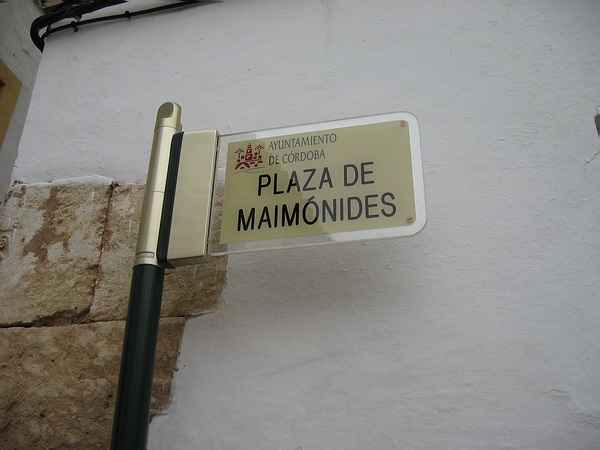 AYUNTAMIENTO
DE CÓRDOBA
PLAZA DE
MAIMÓNIDES